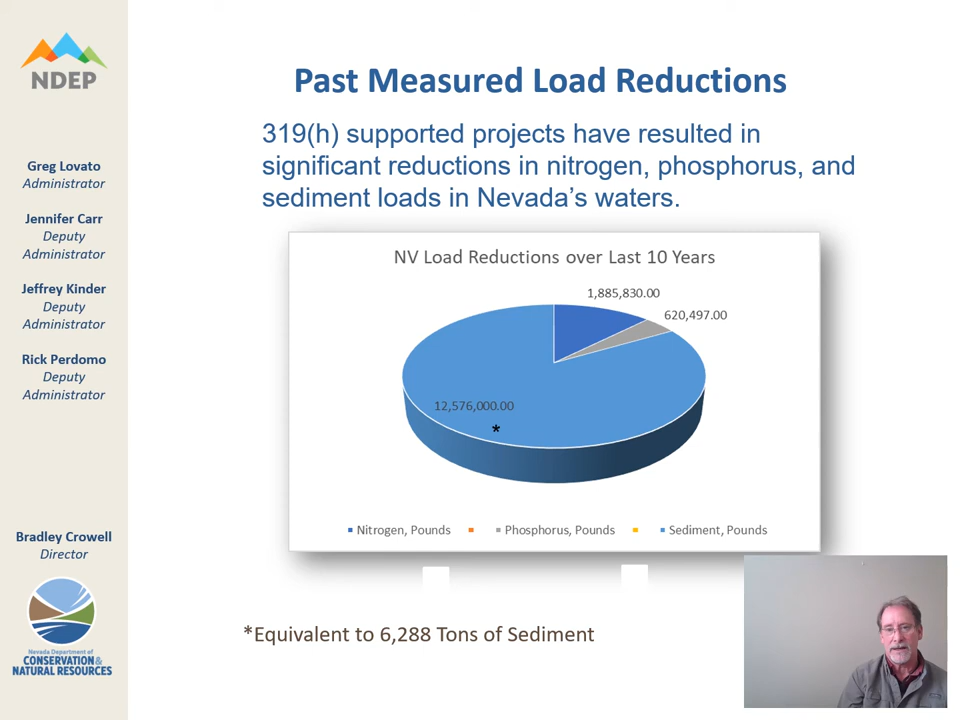 NDEP
Greg Lovato
Administrator
Jennifer Carr
Deputy
Administrator
Jeffrey Kinder
Deputy
Administrator
Rick Perdomo
Deputy
Administrator
Bradley Crowell
Director
Nevada Department of
CONSERVATION &
NATURAL RESOURCES
Past Measured Load Reductions
319(h) supported projects have resulted in
significant reductions in nitrogen, phosphorus, and
sediment loads in Nevada’s waters.
NV Load Reductions over Last 10 Years
1,885,830.00
620,497.00
12,576,000.00
*
Nitrogen, Pounds Phosphorus, Pounds Sediment, Pounds
*Equivalent to 6,288 Tons of Sediment